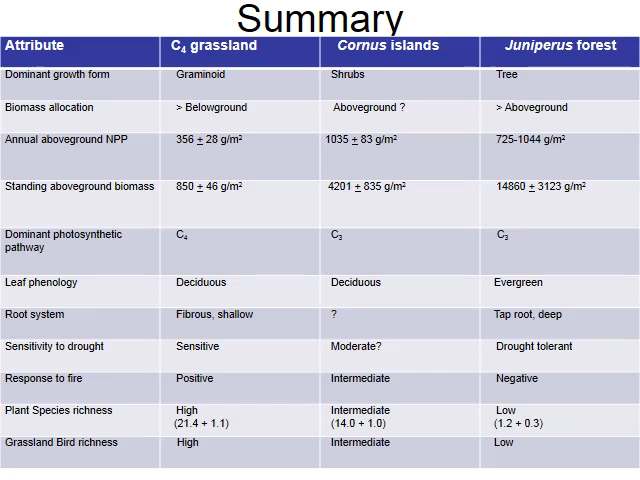 Summary
Attribute C₄ grassland Cornus islands Juniperus forest
Dominant growth form Graminoid Shrubs Tree
Biomass allocation > Belowground Aboveground ? > Aboveground
Annual aboveground NPP 356 ± 28 g/m² 1035 ± 83 g/m² 725-1044 g/m²
Standing aboveground biomass 850 ± 46 g/m² 4201 ± 835 g/m² 14860 ± 3123 g/m²
Dominant photosynthetic C₄ C₃ C₃
pathway
Leaf phenology Deciduous Deciduous Evergreen
Root system Fibrous, shallow ? Tap root, deep
Sensitivity to drought Sensitive Moderate? Drought tolerant
Response to fire Positive Intermediate Negative
Plant Species richness High Intermediate Low
(21.4 + 1.1) (14.0 + 1.0) (1.2 + 0.3)
Grassland Bird richness High Intermediate Low